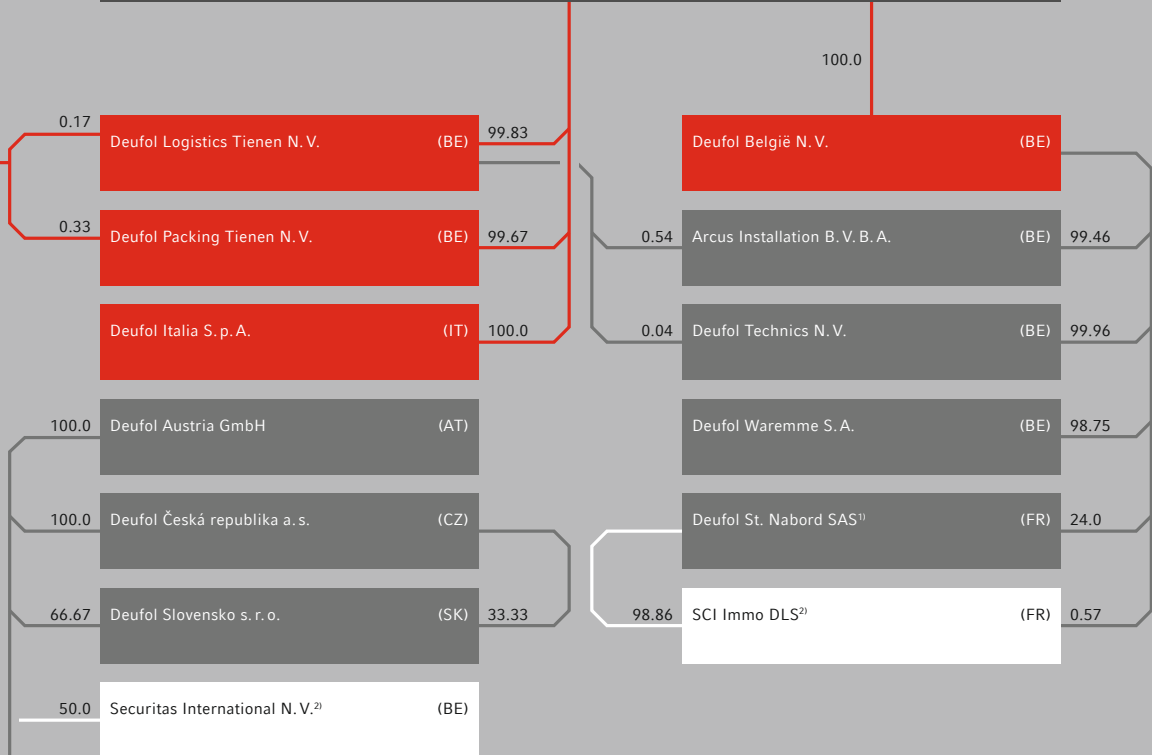 100.0
0.17 Deufol Logistics Tienen N. V. (BE) 99.83
0.33 Deufol Packing Tienen N. V. (BE) 99.67
Deufol Italia S. p. A. (IT) 100.0
100.0 Deufol Austria GmbH (AT)
100.0 Deufol Česká republika a. s. (CZ)
66.67 Deufol Slovensko s. r. o. (SK) 33.33
50.0 Securitas International N. V.²⁾ (BE)
Deufol België N. V. (BE)
0.54 Arcus Installation B. V. B. A. (BE) 99.46
0.04 Deufol Technics N. V. (BE) 99.96
Deufol Waremme S. A. (BE) 98.75
Deufol St. Nabord SAS¹⁾ (FR) 24.0
98.86 SCI Immo DLS²⁾ (FR) 0.57